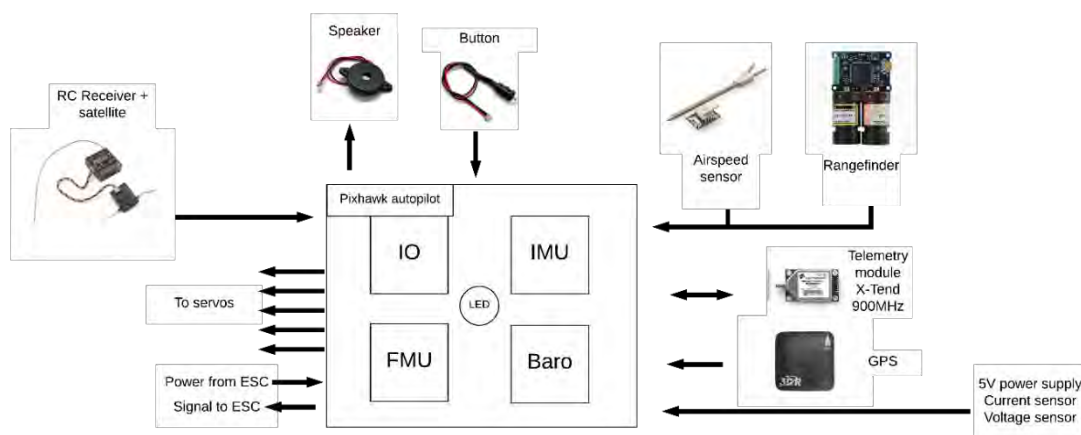 Speaker
Button
RC Receiver +
satellite
Airspeed
sensor
Rangefinder
Pixhawk autopilot
IO
IMU
LED
FMU
Baro
To servos
Power from ESC
Signal to ESC
Telemetry
module
X-Tend
900MHz
3DR
GPS
5V power supply
Current sensor
Voltage sensor